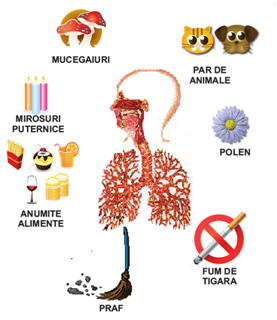 MUCEGAIURI
PAR DE
ANIMALE
MIROSURI
PUTERNICE
POLEN
ANUMITE
ALIMENTE
FUM DE
TIGARA
PRAF